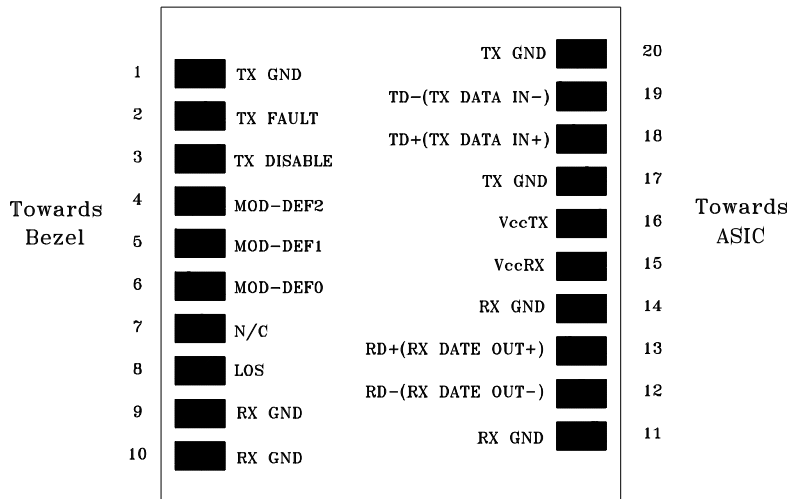 Towards
Bezel
1 TX GND
2 TX FAULT
3 TX DISABLE
4 MOD-DEF2
5 MOD-DEF1
6 MOD-DEF0
7 N/C
8 LOS
9 RX GND
10 RX GND
TX GND 20
TD-(TX DATA IN-) 19
TD+(TX DATA IN+) 18
TX GND 17
VccTX 16
VccRX 15
RX GND 14
RD+(RX DATE OUT+) 13
RD-(RX DATE OUT-) 12
RX GND 11
Towards
ASIC